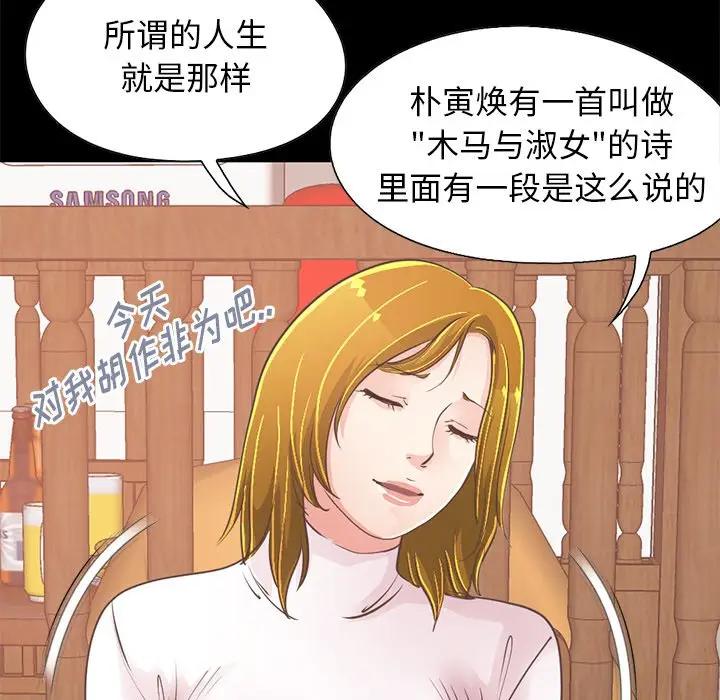 所谓的人生
就是那样
朴寅焕有一首叫做
"木马与淑女"的诗
里面有一段是这么说的
SAMSONG
今天
对我胡作非为吧..